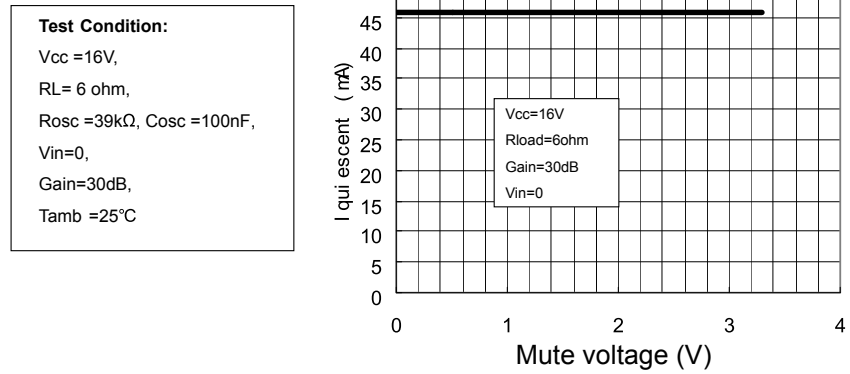 Test Condition:
Vcc =16V,
RL= 6 ohm,
Rosc =39kΩ, Cosc =100nF,
Vin=0,
Gain=30dB,
Tamb =25℃
I qui escent (mA)
45
40
35
30
25
20
15
10
5
0
Vcc=16V
Rload=6ohm
Gain=30dB
Vin=0
0 1 2 3 4
Mute voltage (V)